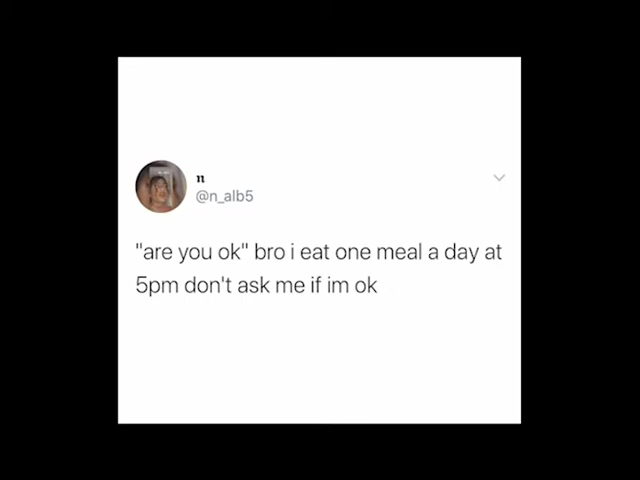 n
@n_alb5
"are you ok" bro i eat one meal a day at
5pm don't ask me if im ok